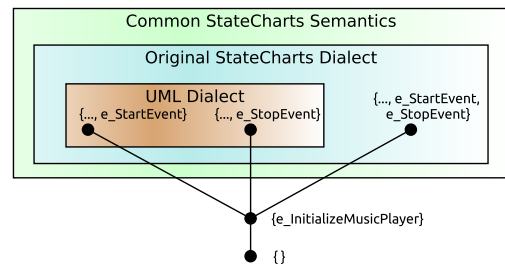 Common StateCharts Semantics
Original StateCharts Dialect
UML Dialect
{..., e_StartEvent}
{..., e_StopEvent}
{..., e_StartEvent,
e_StopEvent}
{e_InitializeMusicPlayer}
{ }